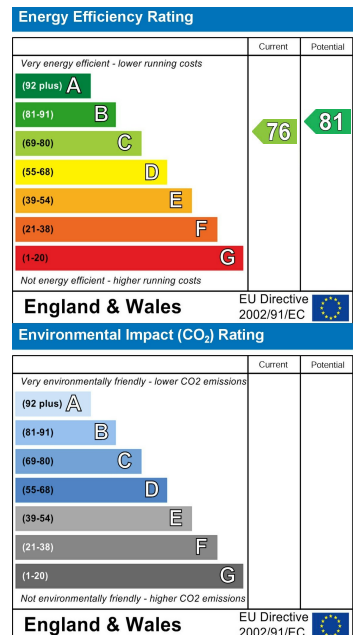 Energy Efficiency Rating
Current Potential
Very energy efficient - lower running costs
(92 plus) A
(81-91) B
(69-80) C
(55-68) D
(39-54) E
(21-38) F
(1-20) G
76 81
Not energy efficient - higher running costs
England & Wales
EU Directive
2002/91/EC
Environmental Impact (CO₂) Rating
Current Potential
Very environmentally friendly - lower CO2 emissions
(92 plus) A
(81-91) B
(69-80) C
(55-68) D
(39-54) E
(21-38) F
(1-20) G
Not environmentally friendly - higher CO2 emissions
England & Wales
EU Directive
2002/91/EC